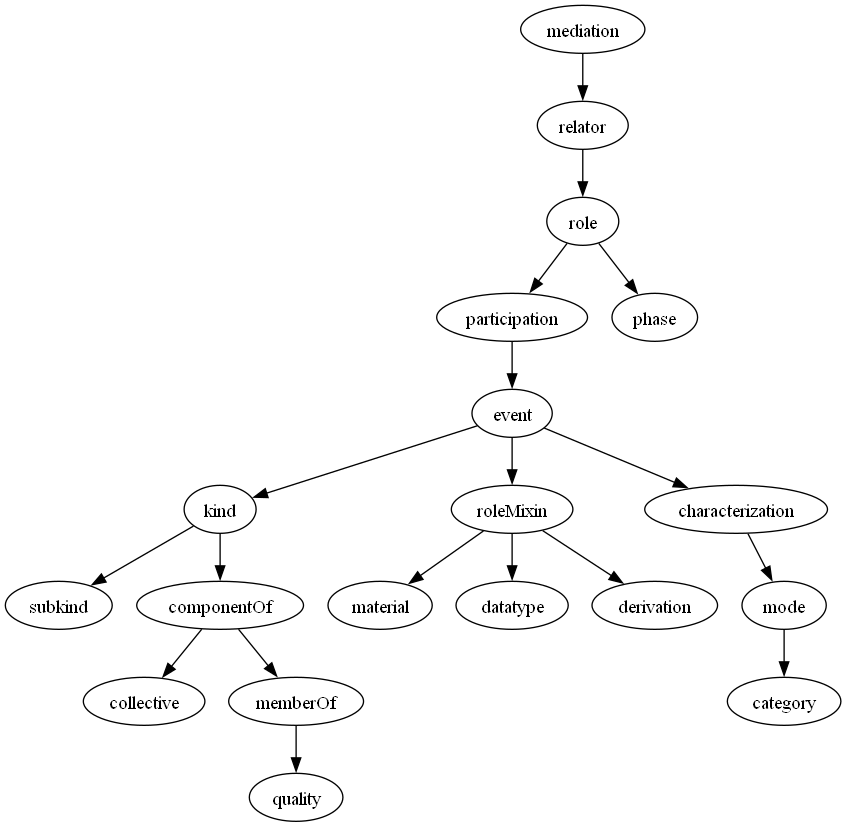 mediation
relator
role
participation
phase
event
kind
roleMixin
characterization
subkind
componentOf
material
datatype
derivation
mode
collective
memberOf
category
quality